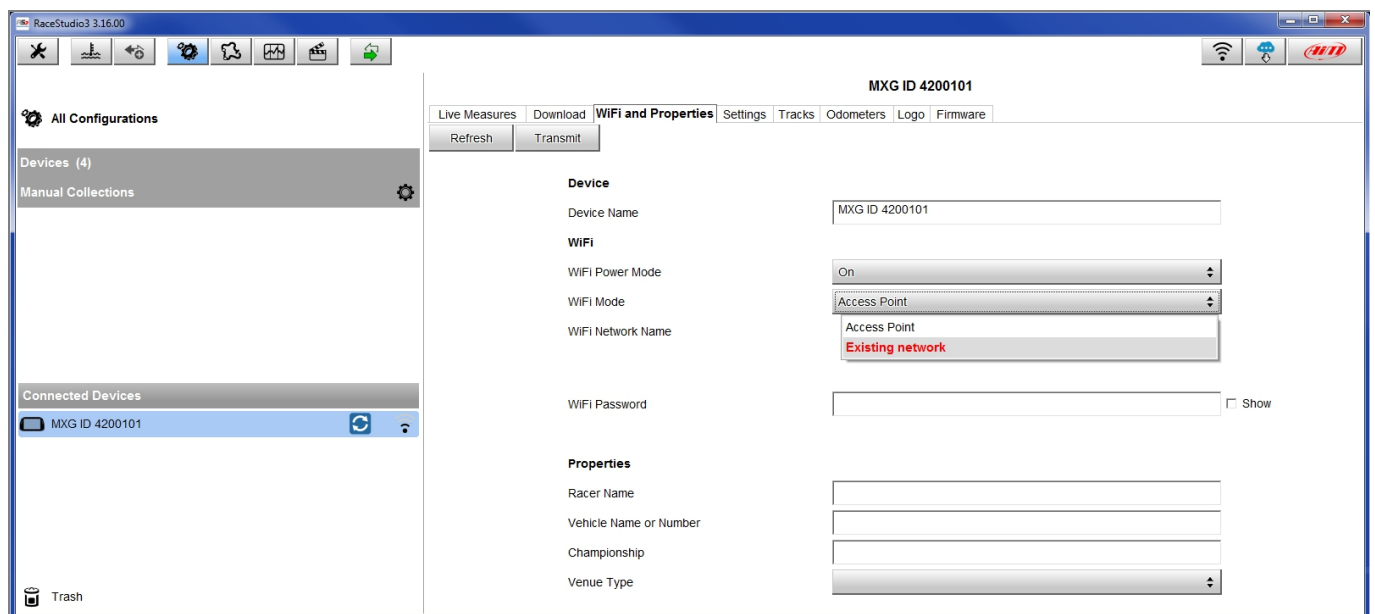 RaceStudio3 3.16.00
AiM
MXG ID 4200101
All Configurations
Live Measures Download WiFi and Properties Settings Tracks Odometers Logo Firmware
Refresh Transmit
Devices (4)
Manual Collections
Device
Device Name MXG ID 4200101
WiFi
WiFi Power Mode On
WiFi Mode Access Point
WiFi Network Name Access Point
Existing network
Connected Devices
WiFi Password Show
MXG ID 4200101
Properties
Racer Name
Vehicle Name or Number
Championship
Venue Type
Trash